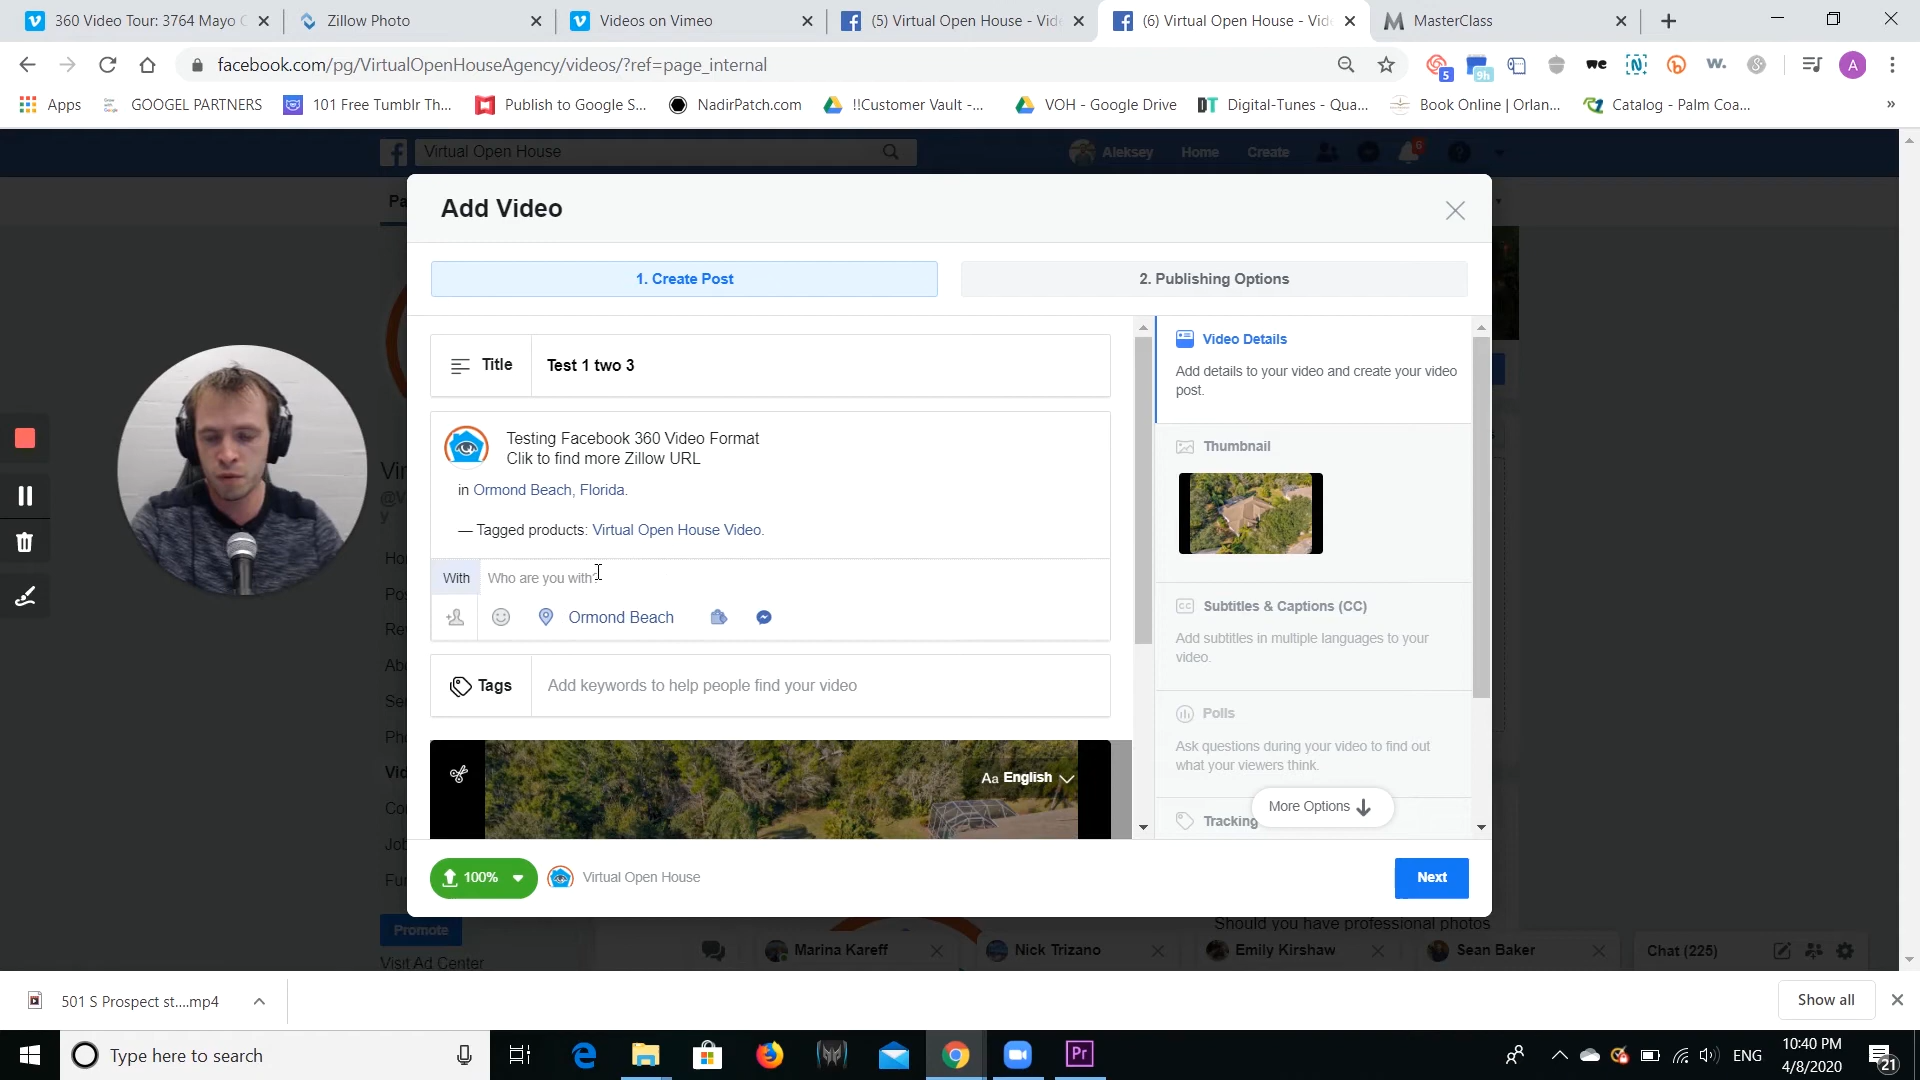 360 Video Tour: 3764 Mayo C
Zillow Photo
Videos on Vimeo
(5) Virtual Open House - Vide
(6) Virtual Open House - Vide
MasterClass
facebook.com/pg/VirtualOpenHouseAgency/videos/?ref=page_internal
5
9h
we
w.
A
Apps
GOOGEL PARTNERS
101 Free Tumblr Th...
Publish to Google S...
NadirPatch.com
!!Customer Vault -...
VOH - Google Drive
Digital-Tunes - Qua...
Book Online | Orlan...
Catalog - Palm Coa...
»
Virtual Open House
Aleksey
Home
Create
6
Add Video
1. Create Post
2. Publishing Options
Title
Test 1 two 3
Testing Facebook 360 Video Format
Clik to find more Zillow URL
in Ormond Beach, Florida.
— Tagged products: Virtual Open House Video.
With
Who are you with?
Ormond Beach
Tags
Add keywords to help people find your video
Aa English
Video Details
Add details to your video and create your video
post.
Thumbnail
Subtitles & Captions (CC)
Add subtitles in multiple languages to your
video.
Polls
Ask questions during your video to find out
what your viewers think.
More Options
Tracking
100%
Virtual Open House
Next
Promote
Visit Ad Center
Should you have professional photos
Marina Kareff
Nick Trizano
Emily Kirshaw
Sean Baker
Chat (225)
501 S Prospect st....mp4
Show all
Type here to search
Pr
ENG
10:40 PM
4/8/2020
21